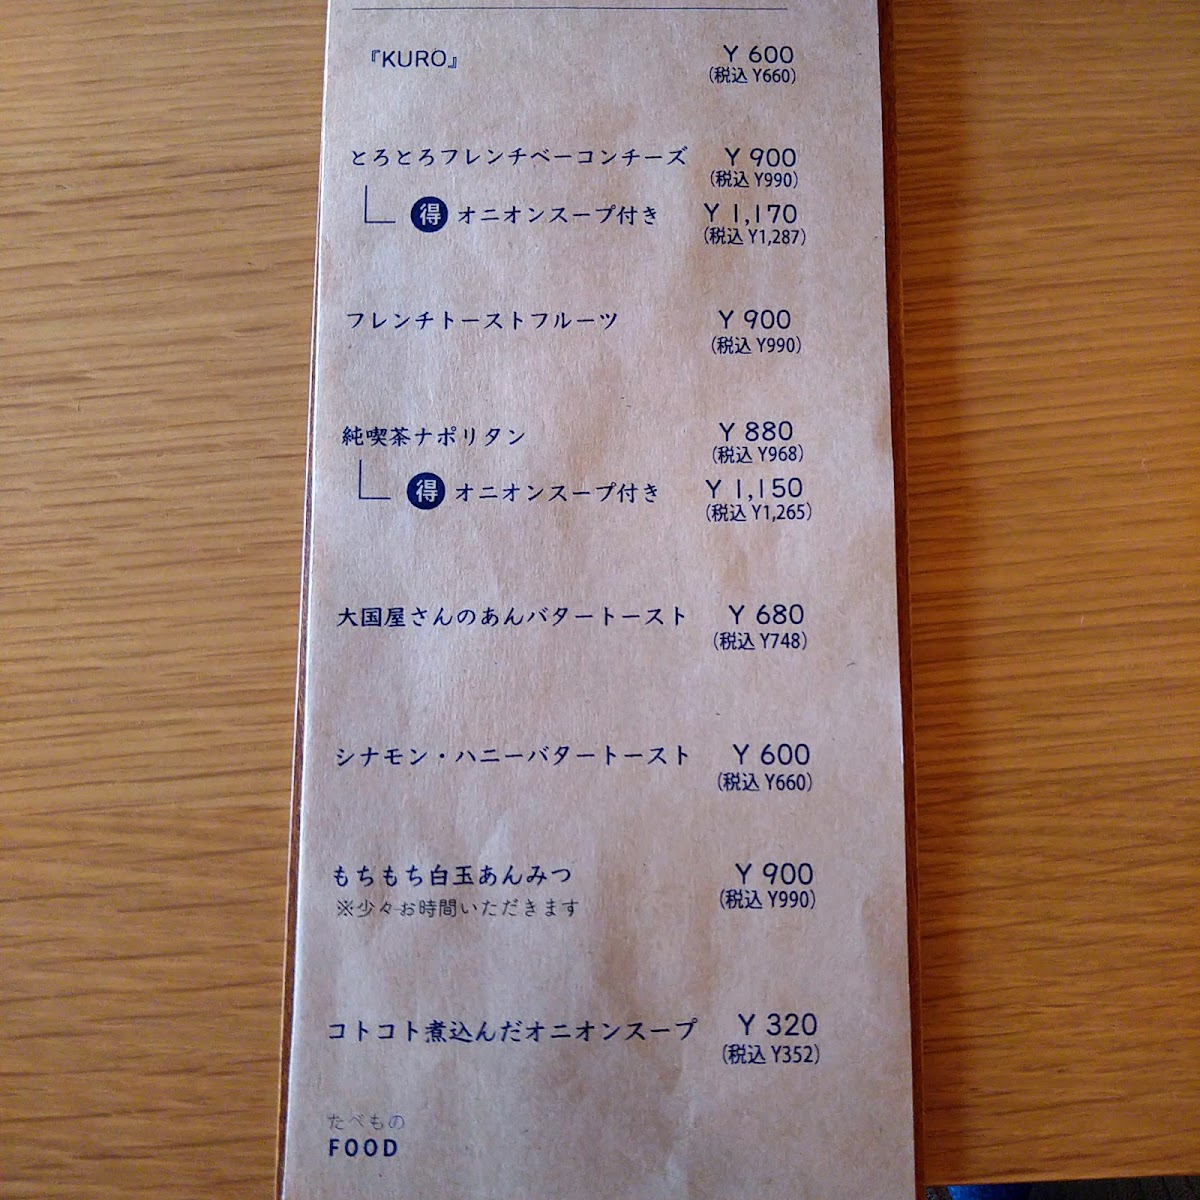 『KURO』 Y 600
(税込 Y660)
とろとろフレンチベーコンチーズ Y 900
(税込 Y990)
得 オニオンスープ付き Y 1,170
(税込 Y1,287)
フレンチトーストフルーツ Y 900
(税込 Y990)
純喫茶ナポリタン Y 880
(税込 Y968)
得 オニオンスープ付き Y 1,150
(税込 Y1,265)
大国屋さんのあんバタートースト Y 680
(税込 Y748)
シナモン・ハニーバタートースト Y 600
(税込 Y660)
もちもち白玉あんみつ Y 900
※少々お時間いただきます (税込 Y990)
コトコト煮込んだオニオンスープ Y 320
(税込 Y352)
たべもの
FOOD